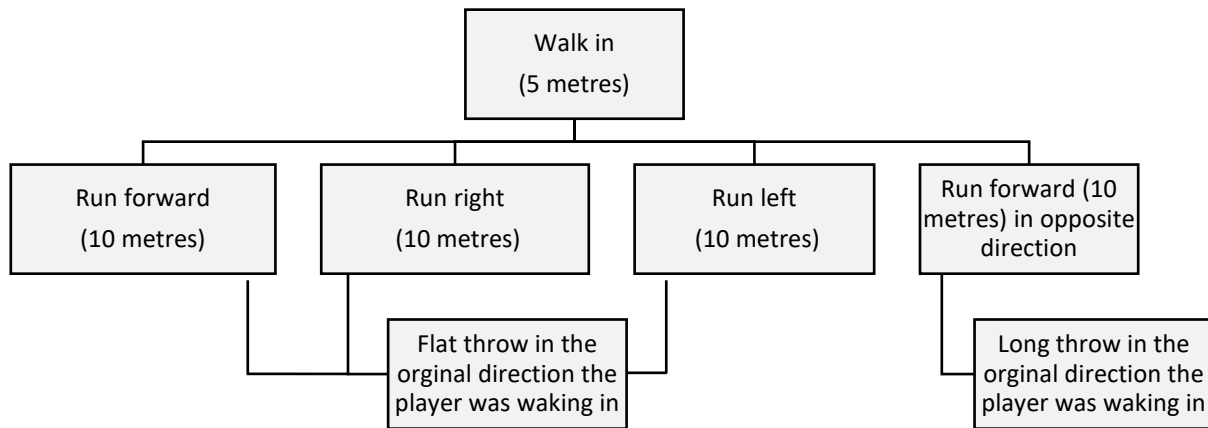 Walk in
(5 metres)
Run forward
(10 metres)
Run right
(10 metres)
Run left
(10 metres)
Run forward (10
metres) in opposite
direction
Flat throw in the
orginal direction the
player was waking in
Long throw in the
orginal direction the
player was waking in